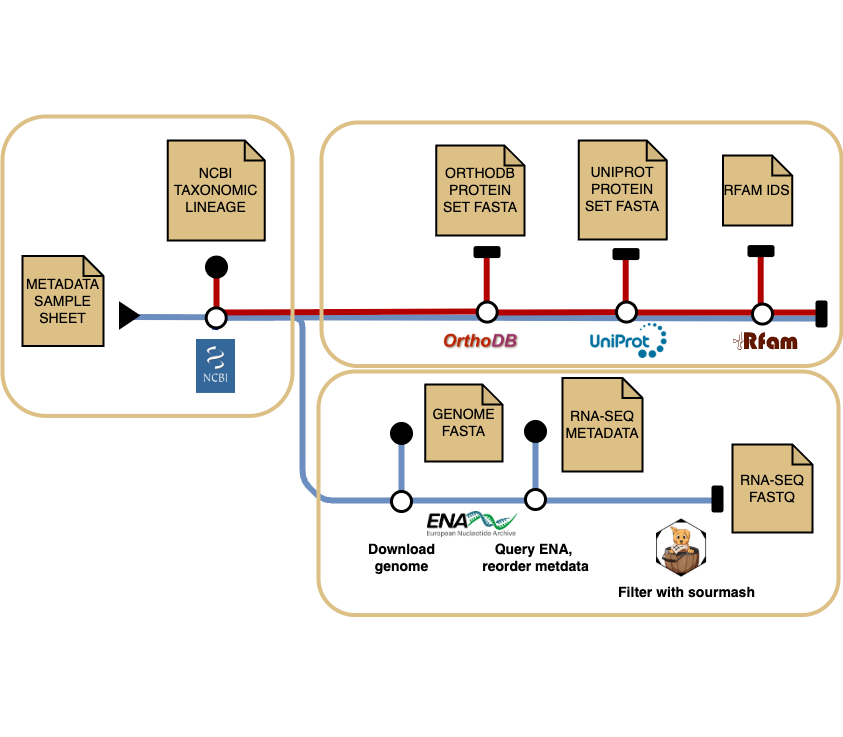 NCBI
TAXONOMIC
LINEAGE
METADATA
SAMPLE
SHEET
NCBI
ORTHODB
PROTEIN
SET FASTA
UNIPROT
PROTEIN
SET FASTA
RFAM IDS
OrthoDB
UniProt
Rfam
GENOME
FASTA
RNA-SEQ
METADATA
RNA-SEQ
FASTQ
ENA
European Nucleotide Archive
Download
genome
Query ENA,
reorder metdata
Filter with sourmash